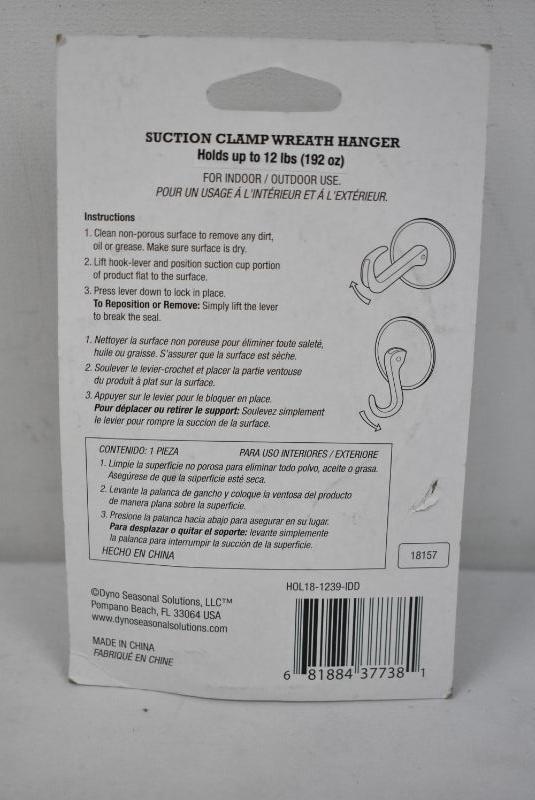 SUCTION CLAMP WREATH HANGER
Holds up to 12 lbs (192 oz)
FOR INDOOR / OUTDOOR USE.
POUR UN USAGE Á L'INTÉRIEUR ET Á L'EXTÉRIEUR.
Instructions
1. Clean non-porous surface to remove any dirt,
oil or grease. Make sure surface is dry.
2. Lift hook-lever and position suction cup portion
of product flat to the surface.
3. Press lever down to lock in place.
To Reposition or Remove: Simply lift the lever
to break the seal.
1. Nettoyer la surface non poreuse pour éliminer toute saleté,
huile ou graisse. S'assurer que la surface est sèche.
2. Soulever le levier-crochet et placer la partie ventouse
du produit à plat sur la surface.
3. Appuyer sur le levier pour le bloquer en place.
Pour déplacer ou retirer le support: Soulevez simplement
le levier pour rompre la succion de la surface.
CONTENIDO: 1 PIEZA PARA USO INTERIORES / EXTERIORE
1. Limpie la superficie no porosa para eliminar todo polvo, aceite o grasa.
Asegúrese de que la superficie esté seca.
2. Levante la palanca de gancho y coloque la ventosa del producto
de manera plana sobre la superficie.
3. Presione la palanca hacia abajo para asegurar en su lugar.
Para desplazar o quitar el soporte: levante simplemente
la palanca para interrumpir la succión de la superficie.
HECHO EN CHINA
18157
©Dyno Seasonal Solutions, LLC™
Pompano Beach, FL 33064 USA
www.dynoseasonalsolutions.com
MADE IN CHINA
FABRIQUÉ EN CHINE
HOL18-1239-IDD
6 81884 37738 1